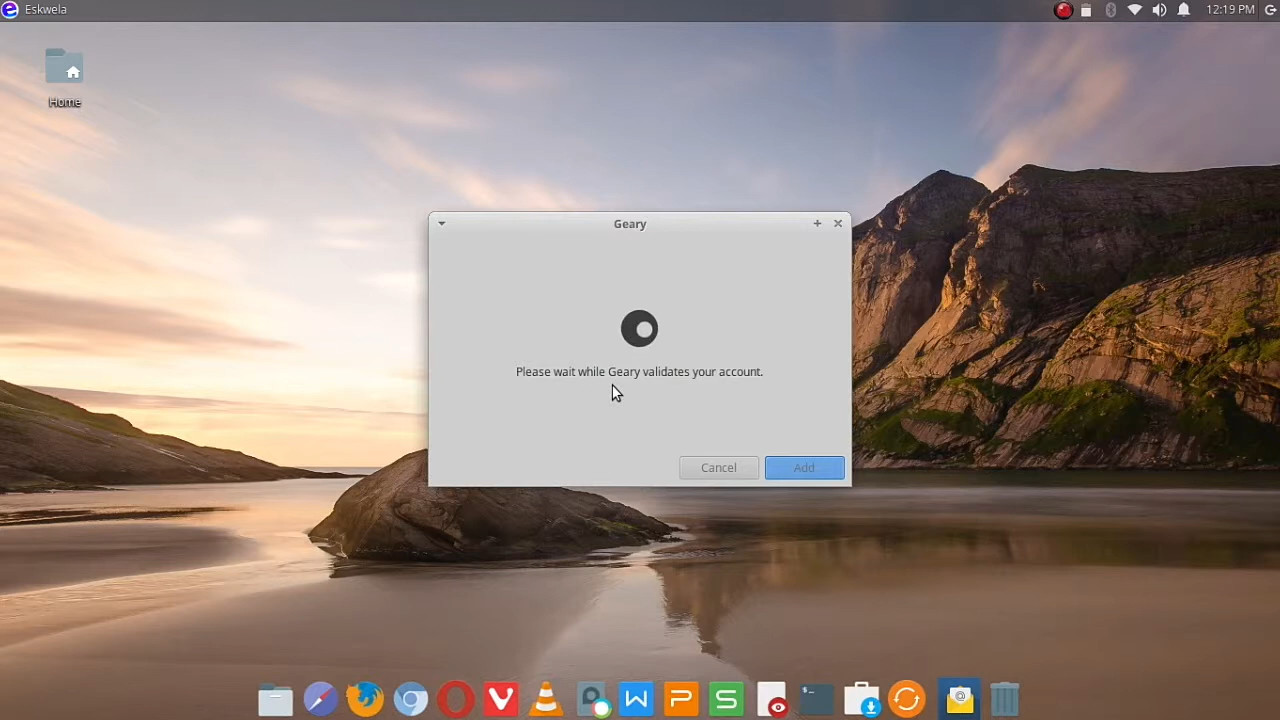 Eskwela
12:19 PM
Home
Geary
Please wait while Geary validates your account.
Cancel
Add